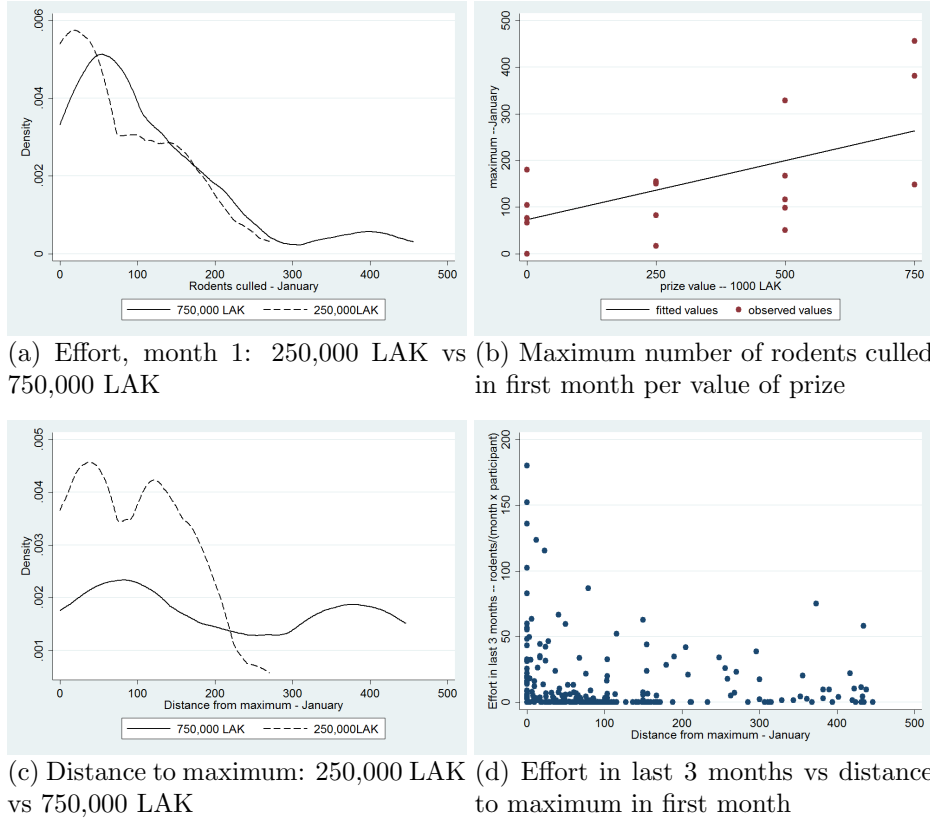 .006
.004
.002
0
Density
0 100 200 300 400 500
Rodents culled - January
750,000 LAK 250,000LAK
(a) Effort, month 1: 250,000 LAK vs
750,000 LAK
500
400
300
200
100
0
maximum --January
0 250 500 750
prize value -- 1000 LAK
fitted values observed values
(b) Maximum number of rodents culled
in first month per value of prize
.005
.004
.003
.002
.001
Density
0 100 200 300 400 500
Distance from maximum - January
750,000 LAK 250,000LAK
(c) Distance to maximum: 250,000 LAK
vs 750,000 LAK
200
150
100
50
0
Effort in last 3 months -- rodents/(month x participant)
0 100 200 300 400 500
Distance from maximum - January
(d) Effort in last 3 months vs distance
to maximum in first month